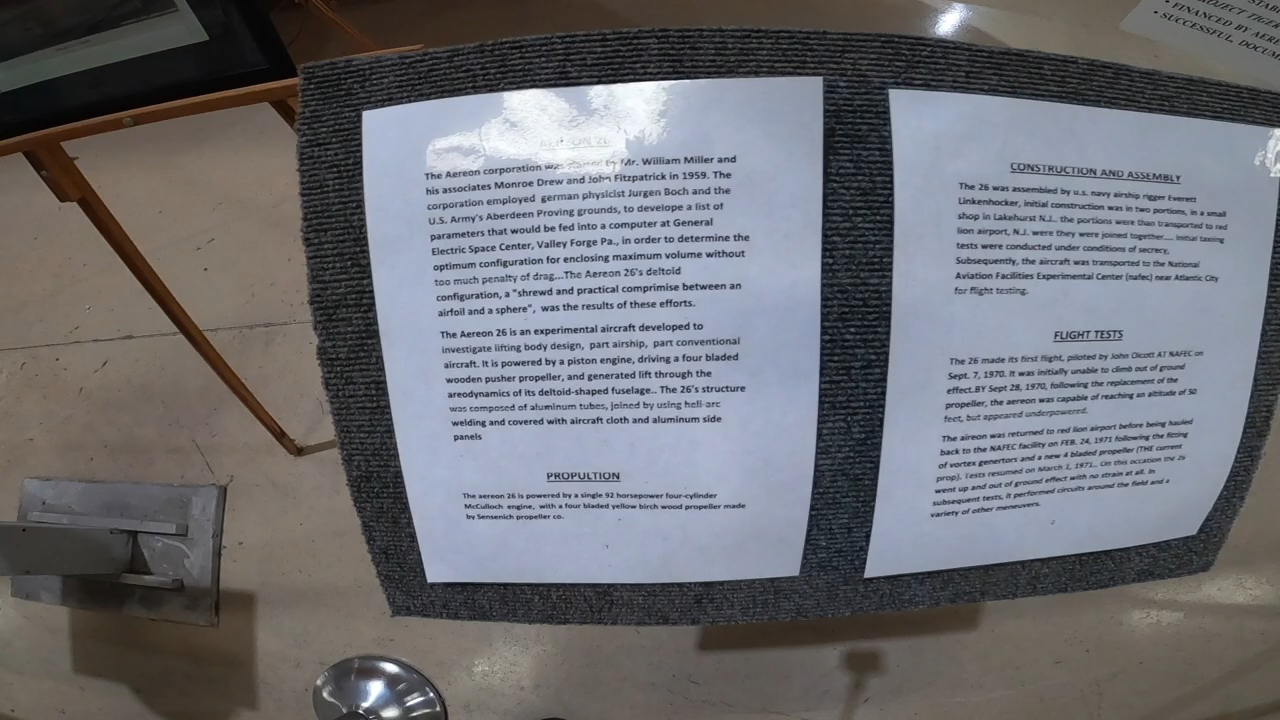 AEREON 26
The Aereon corporation was by Mr. William Miller and
his associates Monroe Drew and John Fitzpatrick in 1959. The
corporation employed german physicist Jurgen Boch and the
U.S. Army's Aberdeen Proving grounds, to develope a list of
parameters that would be fed into a computer at General
Electric Space Center, Valley Forge Pa., in order to determine the
optimum configuration for enclosing maximum volume without
too much penalty of drag...The Aereon 26's deltoid
configuration, a "shrewd and practical comprimise between an
airfoil and a sphere", was the results of these efforts.
The Aereon 26 is an experimental aircraft developed to
investigate lifting body design, part airship, part conventional
aircraft. It is powered by a piston engine, driving a four bladed
wooden pusher propeller, and generated lift through the
areodynamics of its deltoid-shaped fuselage.. The 26's structure
was composed of aluminum tubes, joined by using heli-arc
welding and covered with aircraft cloth and aluminum side
panels
PROPULTION
The aereon 26 is powered by a single 92 horsepower four-cylinder
McCulloch engine, with a four bladed yellow birch wood propeller made
by Sensenich propeller co.
1
CONSTRUCTION AND ASSEMBLY
The 26 was assembled by u.s. navy airship rigger Everett
Linkenhocker, initial construction was in two portions, in a small
shop in Lakehurst N.J.. the portions were than transported to red
lion airport, N.J. were they were joined together.... initial taxiing
tests were conducted under conditions of secrecy.
Subsequently, the aircraft was transported to the National
Aviation Facilities Experimental Center (nafec) near Atlantic City
for flight testing.
FLIGHT TESTS
The 26 made its first flight, piloted by John Olcott AT NAFEC on
Sept. 7, 1970. It was initially unable to climb out of ground
effect.BY Sept 28, 1970, following the replacement of the
propeller, the aereon was capable of reaching an altitude of 50
feet, but appeared underpowered.
The aireon was returned to red lion airport before being hauled
back to the NAFEC facility on FEB. 24, 1971 following the fitting
of vortex genertors and a new 4 bladed propeller (THE current
prop). Tests resumed on March 1, 1971.. On this occation the 26
went up and out of ground effect with no strain at all. In
subsequent tests, it performed circuits around the field and a
variety of other meneuvers.
2
PROJECT TIGER
• FINANCED BY
• SUCCESSFUL,